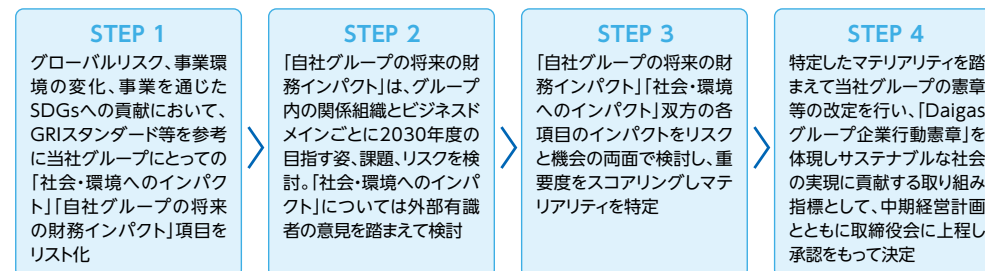 STEP 1
グローバルリスク、事業環
境の変化、事業を通じた
SDGsへの貢献において、
GRIスタンダード等を参考
に当社グループにとっての
「社会・環境へのインパク
ト」「自社グループの将来
の財務インパクト」項目を
リスト化
STEP 2
「自社グループの将来の財
務インパクト」は、グループ
内の関係組織とビジネスド
メインごとに2030年度の
目指す姿、課題、リスクを検
討。「社会・環境へのインパ
クト」については外部有識
者の意見を踏まえて検討
STEP 3
「自社グループの将来の財
務インパクト」「社会・環境
へのインパクト」双方の各
項目のインパクトをリスク
と機会の両面で検討し、重
要度をスコアリングしマテ
リアリティを特定
STEP 4
特定したマテリアリティを踏
まえて当社グループの憲章
等の改定を行い、「Daigas
グループ企業行動憲章」を
体現しサステナブルな社会
の実現に貢献する取り組み
指標として、中期経営計画
とともに取締役会に上程し
承認をもって決定